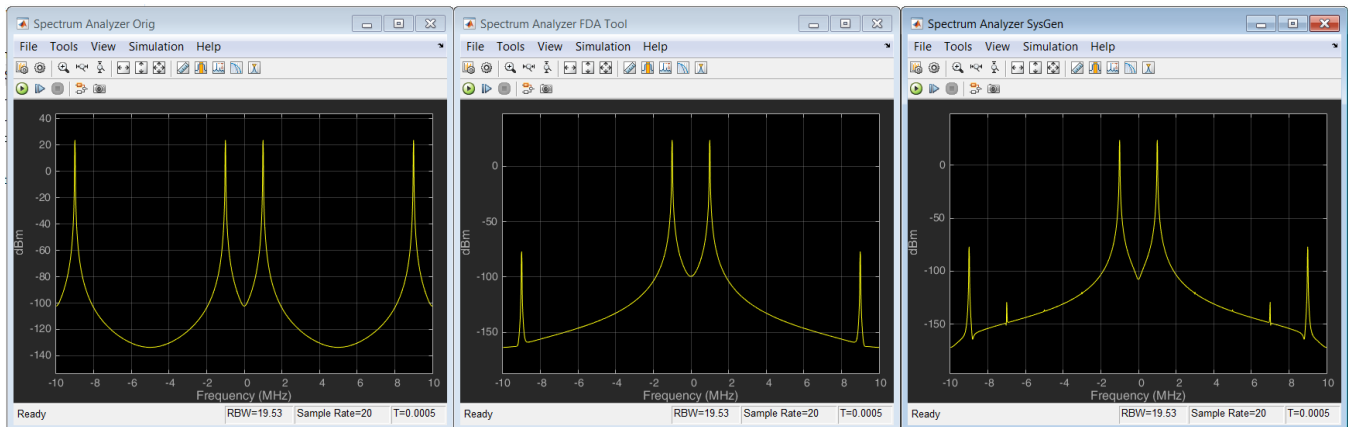 Spectrum Analyzer Orig
File Tools View Simulation Help
40
20
0
-20
-40
-60
-80
-100
-120
-140
dBm
-10 -8 -6 -4 -2 0 2 4 6 8 10
Frequency (MHz)
Ready RBW=19.53 Sample Rate=20 T=0.0005
Spectrum Analyzer FDA Tool
File Tools View Simulation Help
0
-50
-100
-150
dBm
-10 -8 -6 -4 -2 0 2 4 6 8 10
Frequency (MHz)
Ready RBW=19.53 Sample Rate=20 T=0.0005
Spectrum Analyzer SysGen
File Tools View Simulation Help
0
-50
-100
-150
dBm
-10 -8 -6 -4 -2 0 2 4 6 8 10
Frequency (MHz)
Ready RBW=19.53 Sample Rate=20 T=0.0005